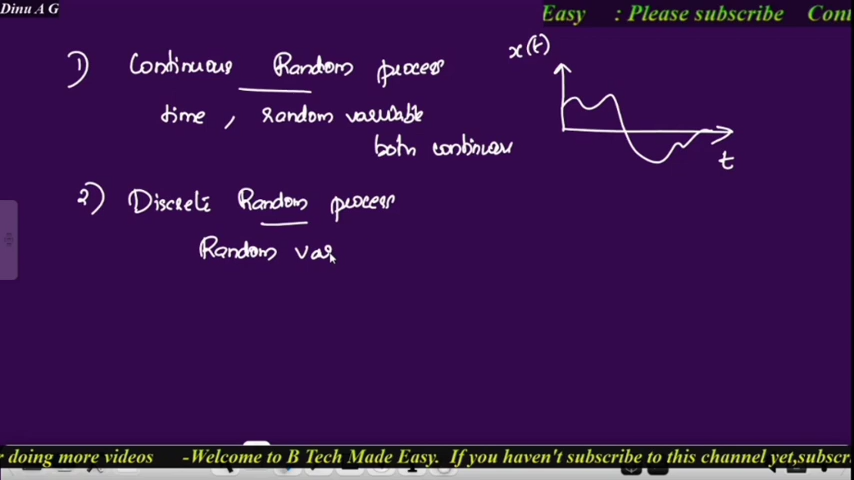 Dinu A G
Easy : Please subscribe Con
1) Continuous Random process
x(t)
time , random variable
both continuous
t
2) Discrete Random process
Random var
r doing more videos -Welcome to B Tech Made Easy. If you haven't subscribe to this channel yet,subscr